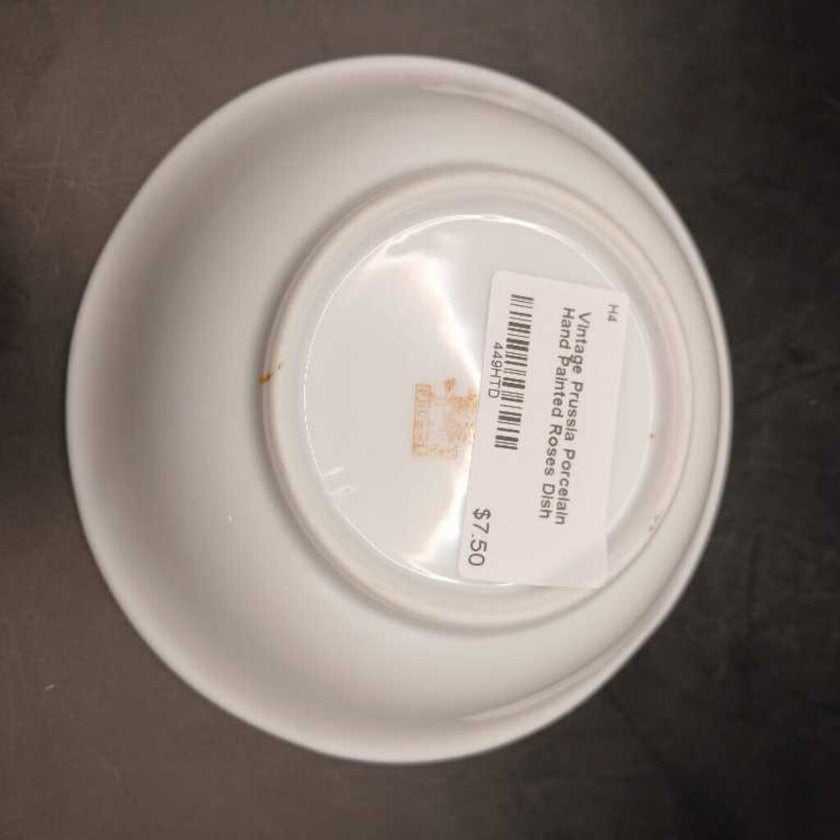 H4
Vintage Prussia Porcelain
Hand Painted Roses Dish
449HTD
$7.50